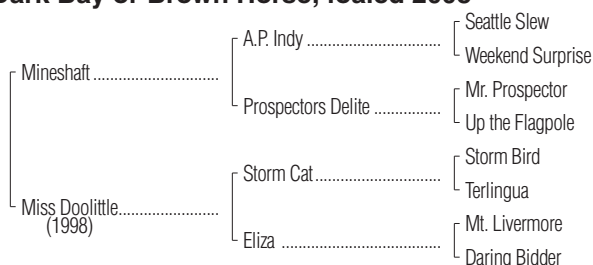 Dark Bay or Brown Horse; foaled 2005
Seattle Slew
A.P. Indy ................................
Weekend Surprise
Mineshaft ..............................
Mr. Prospector
Prospectors Delite ................
Up the Flagpole
Storm Bird
Storm Cat..............................
Terlingua
Miss Doolittle........................
(1998)
Mt. Livermore
Eliza ......................................
Daring Bidder